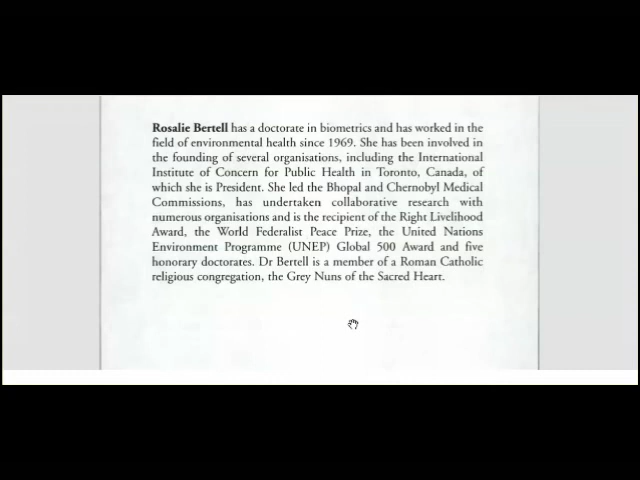 Rosalie Bertell has a doctorate in biometrics and has worked in the
field of environmental health since 1969. She has been involved in
the founding of several organisations, including the International
Institute of Concern for Public Health in Toronto, Canada, of
which she is President. She led the Bhopal and Chernobyl Medical
Commissions, has undertaken collaborative research with
numerous organisations and is the recipient of the Right Livelihood
Award, the World Federalist Peace Prize, the United Nations
Environment Programme (UNEP) Global 500 Award and five
honorary doctorates. Dr Bertell is a member of a Roman Catholic
religious congregation, the Grey Nuns of the Sacred Heart.